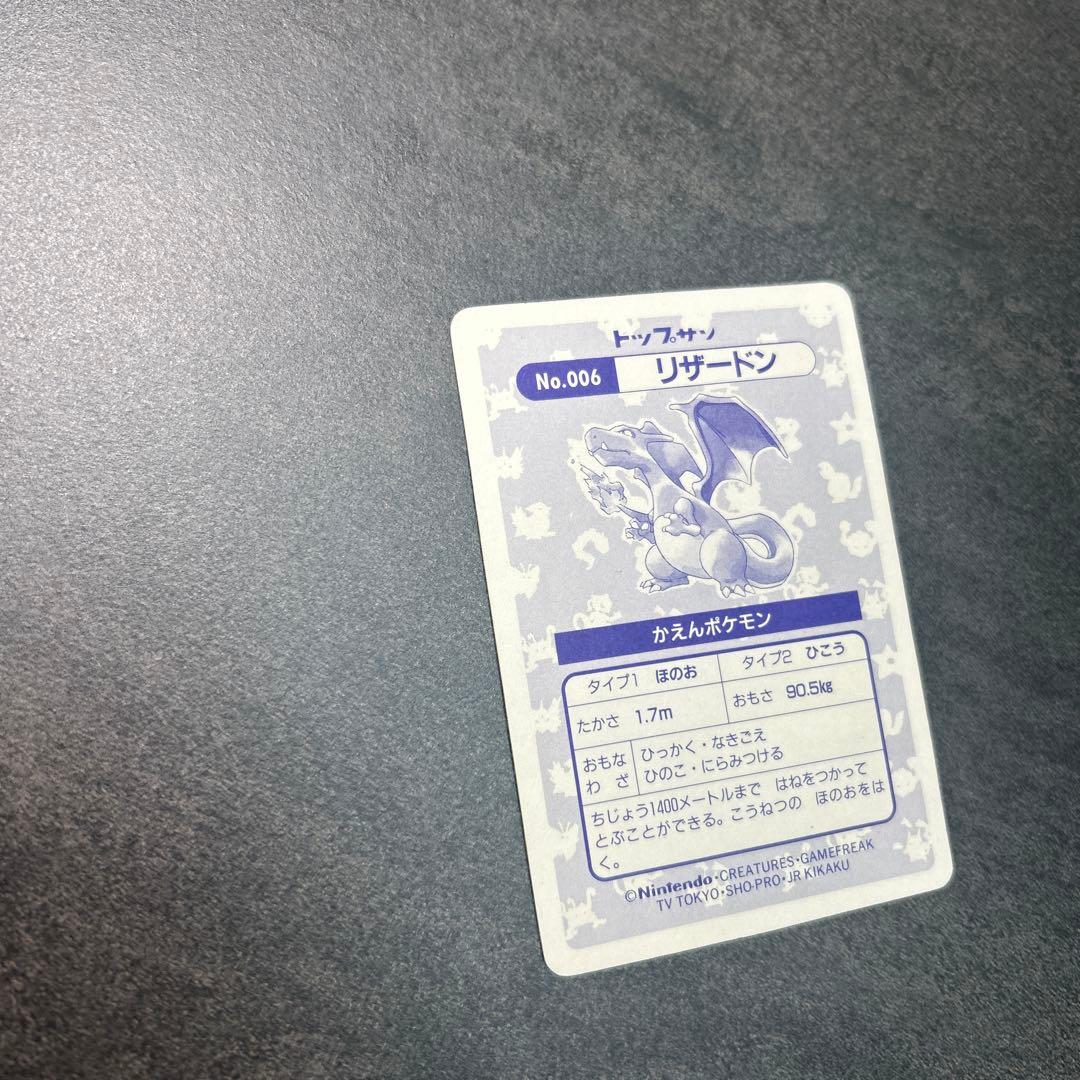 トップサン
No.006 リザードン
かえんポケモン
タイプ1 ほのお タイプ2 ひこう
たかさ 1.7m おもさ 90.5kg
おもな ひっかく・なきごえ
わ ざ ひのこ・にらみつける
ちじょう1400メートルまで はねをつかって
とぶことができる。こうねつの ほのおをは
く。
©Nintendo・CREATURES・GAMEFREAK
TV TOKYO・SHO-PRO・JR KIKAKU